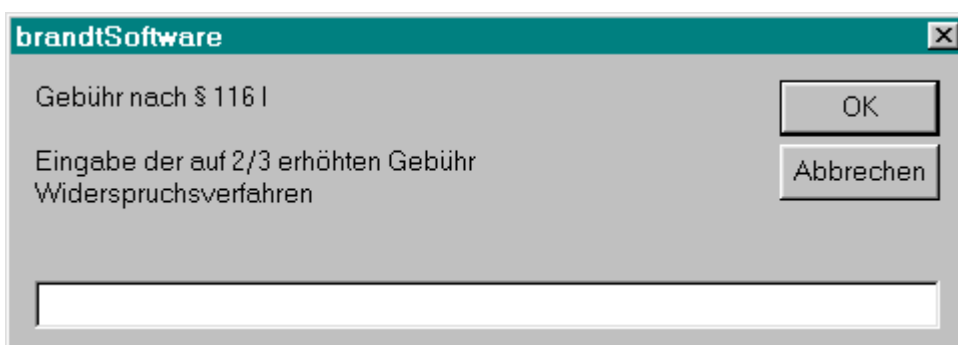 brandtSoftware
Gebühr nach § 116 I
OK
Eingabe der auf 2/3 erhöhten Gebühr
Widerspruchsverfahren
Abbrechen